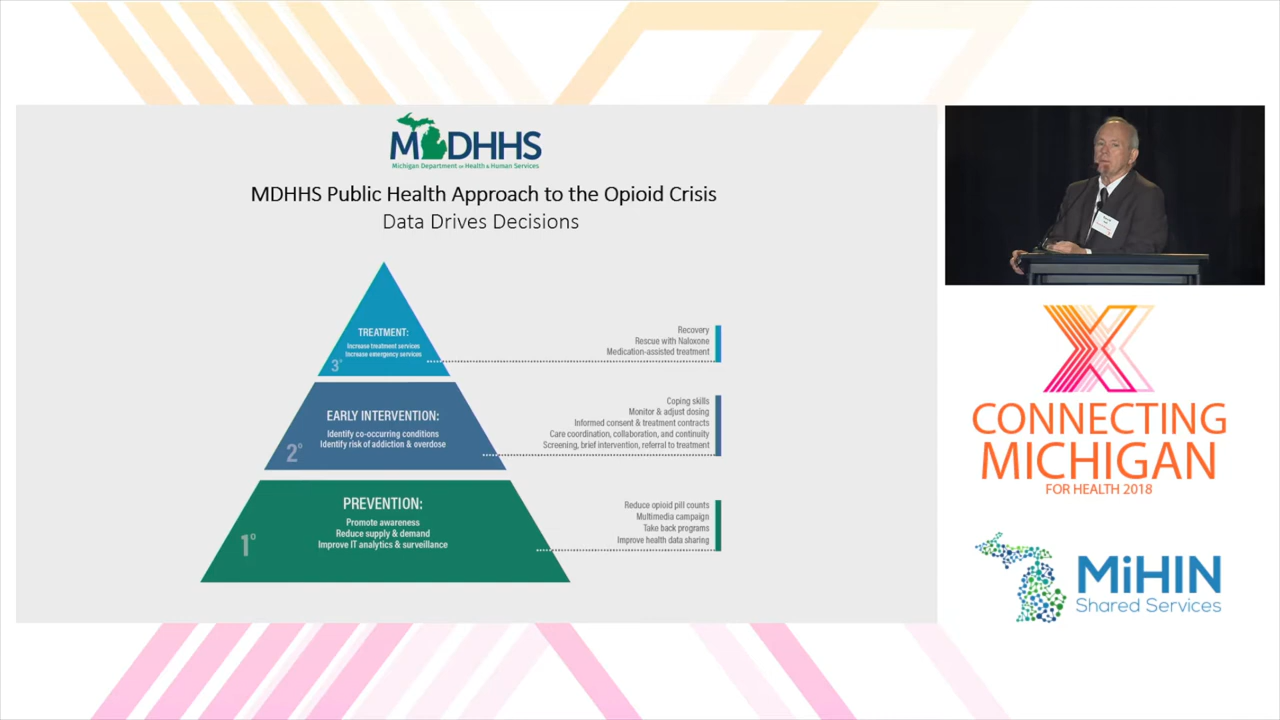 MDHHS
Michigan Department of Health & Human Services
MDHHS Public Health Approach to the Opioid Crisis
Data Drives Decisions
TREATMENT:
Increase treatment services
Increase emergency services
3°
Recovery
Rescue with Naloxone
Medication-assisted treatment
EARLY INTERVENTION:
Identify co-occurring conditions
Identify risk of addiction & overdose
2°
Coping skills
Monitor & adjust dosing
Informed consent & treatment contracts
Care coordination, collaboration, and continuity
Screening, brief intervention, referral to treatment
PREVENTION:
Promote awareness
Reduce supply & demand
Improve IT analytics & surveillance
1°
Reduce opioid pill counts
Multimedia campaign
Take back programs
Improve health data sharing
X
CONNECTING
MICHIGAN
FOR HEALTH 2018
MiHIN
Shared Services